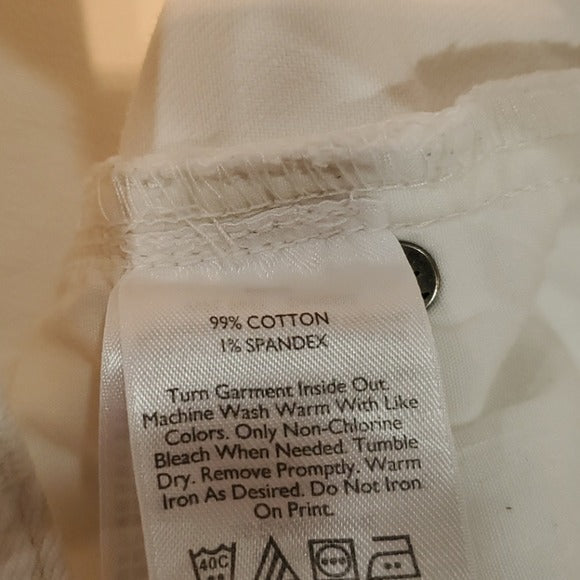 99% COTTON
1% SPANDEX
Turn Garment Inside Out.
Machine Wash Warm With Like
Colors. Only Non-Chlorine
Bleach When Needed. Tumble
Dry. Remove Promptly. Warm
Iron As Desired. Do Not Iron
On Print.
40C